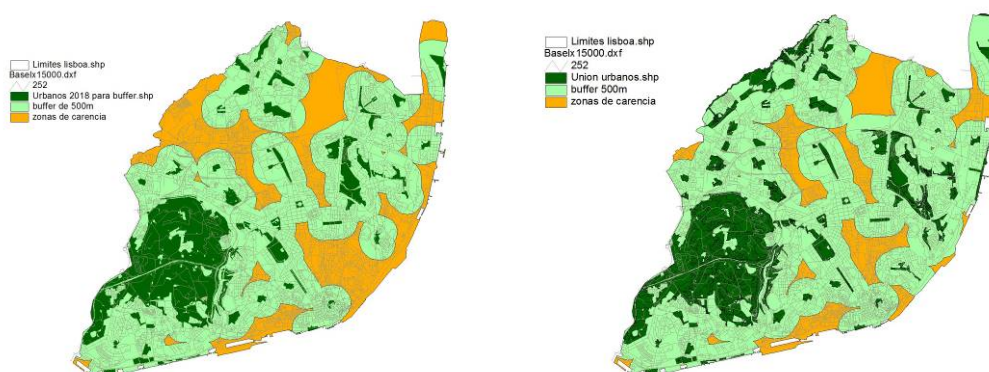 Limites lisboa.shp
Baselx15000.dxf
252
Urbanos 2018 para buffer.shp
buffer de 500m
zonas de carencia
Limites lisboa.shp
Baselx15000.dxf
252
Union urbanos.shp
buffer 500m
zonas de carencia